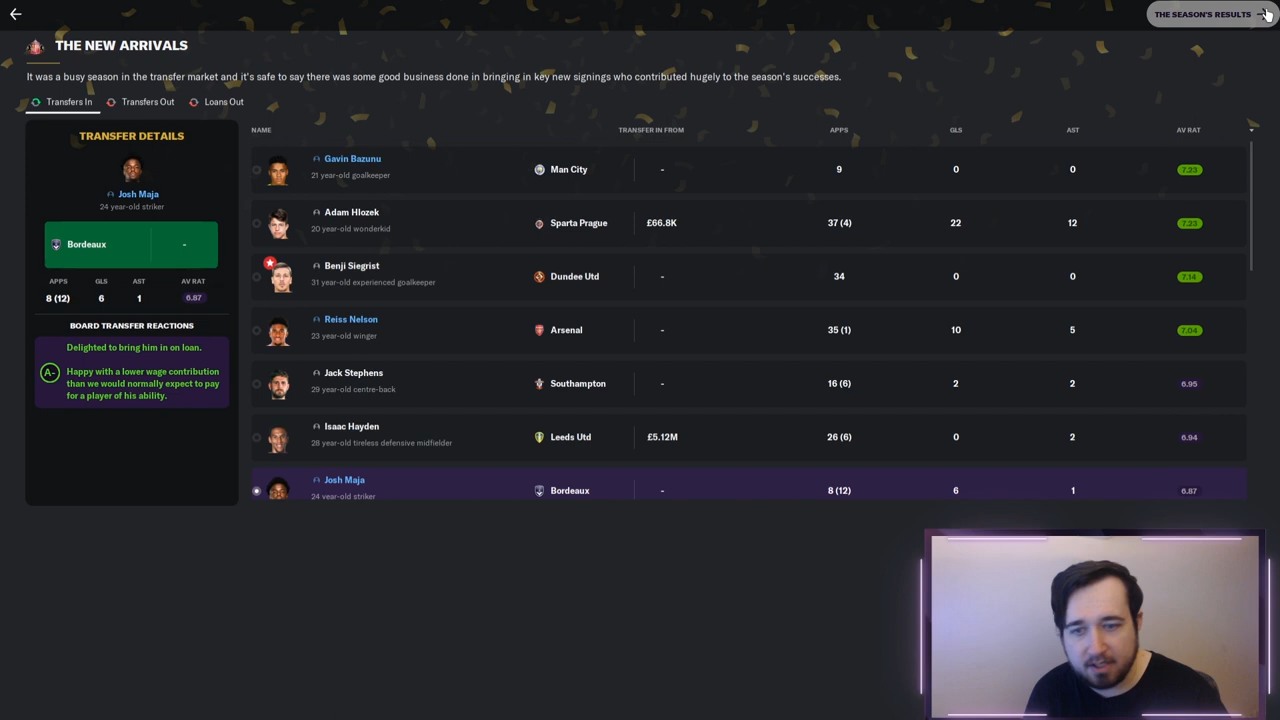 THE SEASON'S RESULTS
THE NEW ARRIVALS
It was a busy season in the transfer market and it's safe to say there was some good business done in bringing in key new signings who contributed hugely to the season's successes.
Transfers In Transfers Out Loans Out
TRANSFER DETAILS
Josh Maja
24 year-old striker
Bordeaux -
APPS GLS AST AV RAT
8 (12) 6 1 6.87
BOARD TRANSFER REACTIONS
Delighted to bring him in on loan.
A-
Happy with a lower wage contribution
than we would normally expect to pay
for a player of his ability.
NAME TRANSFER IN FROM APPS GLS AST AV RAT
Gavin Bazunu
21 year-old goalkeeper
Man City - 9 0 0 7.23
Adam Hlozek
20 year-old wonderkid
Sparta Prague £66.8K 37 (4) 22 12 7.23
Benji Siegrist
31 year-old experienced goalkeeper
Dundee Utd - 34 0 0 7.14
Reiss Nelson
23 year-old winger
Arsenal - 35 (1) 10 5 7.04
Jack Stephens
29 year-old centre-back
Southampton - 16 (6) 2 2 6.95
Isaac Hayden
28 year-old tireless defensive midfielder
Leeds Utd £5.12M 26 (6) 0 2 6.94
Josh Maja
24 year-old striker
Bordeaux - 8 (12) 6 1 6.87